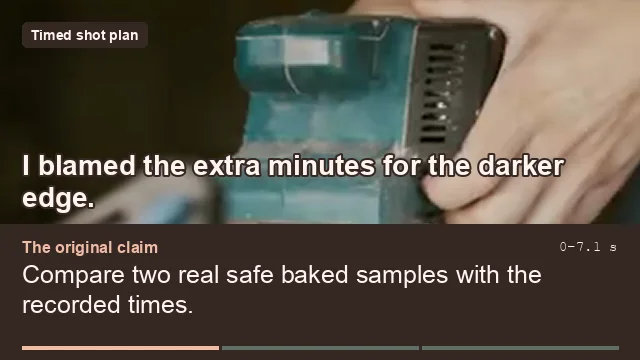 Timed shot plan
I blamed the extra minutes for the darker
edge.
The original claim
0–7.1 s
Compare two real safe baked samples with the
recorded times.